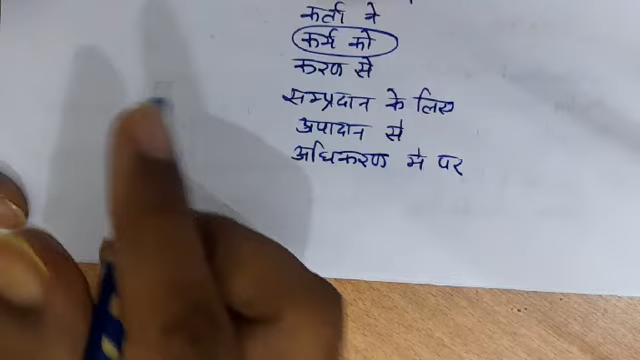 कर्ता ने
कर्म को
करण से
सम्प्रदान के लिए
अपादान से
अधिकरण मे पर